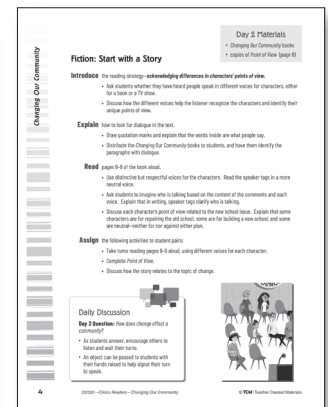 Changing Our Community
Day 2 Materials
• Changing Our Community books
• copies of Point of View (page 8)
Fiction: Start with a Story
Introduce the reading strategy—acknowledging differences in characters' points of view.
• Ask students whether they have heard people speak in different voices for characters, either
for a book or a TV show.
• Discuss how the different voices help the listener recognize the characters and identify their
unique points of view.
Explain how to look for dialogue in the text.
• Draw quotation marks and explain that the words inside are what people say.
• Distribute the Changing Our Community books to students, and have them identify the
paragraphs with dialogue.
Read pages 6–9 of the book aloud.
• Use distinctive but respectful voices for the characters. Read the speaker tags in a more
neutral voice.
• Ask students to imagine who is talking based on the content of the comments and each
voice. Explain that in writing, speaker tags clarify who is talking.
• Discuss each character's point of view related to the new school issue. Explain that some
characters are for repairing the old school, some are for building a new school, and some
are neutral—neither for nor against either plan.
Assign the following activities to student pairs:
• Take turns reading pages 6–9 aloud, using different voices for each character.
• Complete Point of View.
• Discuss how the story relates to the topic of change.
Daily Discussion
Day 2 Question: How does change affect a
community?
• As students answer, encourage others to
listen and wait their turns.
• An object can be passed to students with
their hands raised to help signal their turn
to speak.
4
—Civics Readers—Changing Our Community
© TCM | Teacher Created Materials